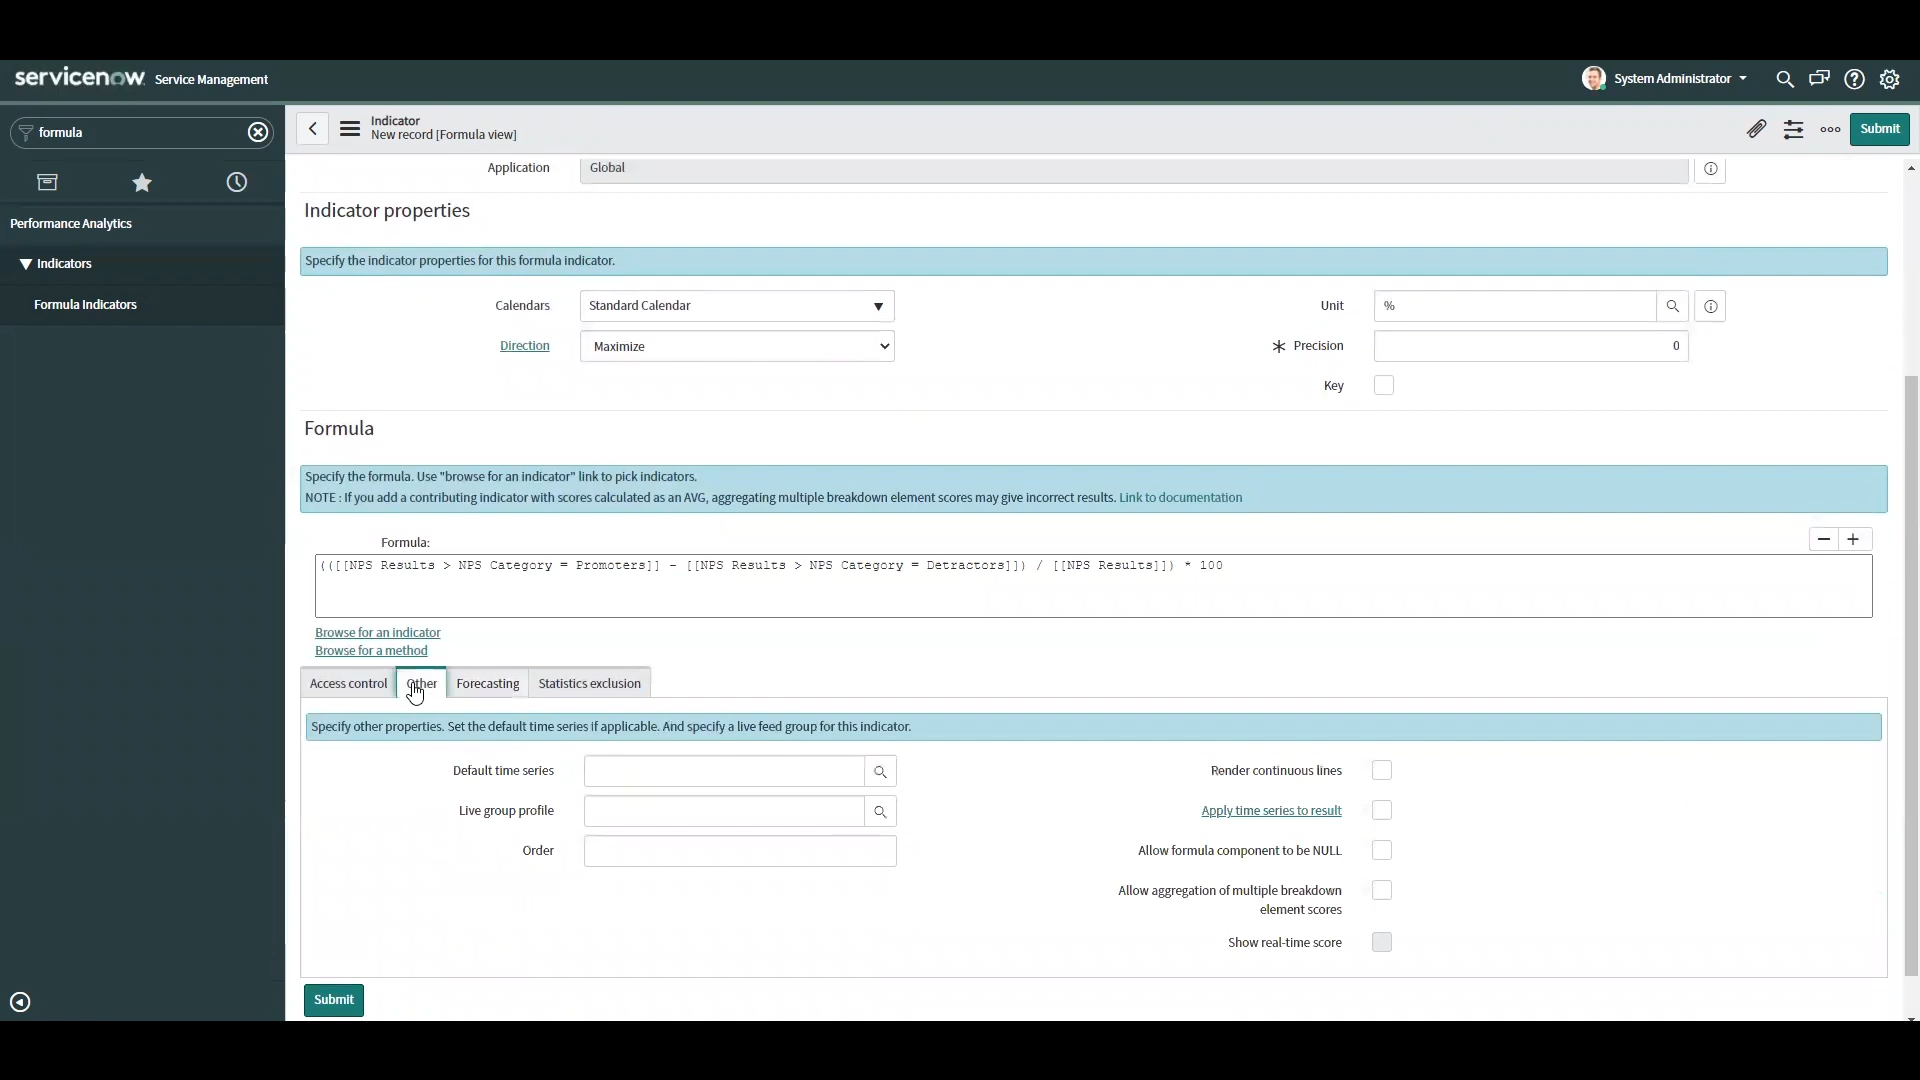 servicenow Service Management
System Administrator
formula
Indicator
New record [Formula view]
Submit
Performance Analytics
Indicators
Formula Indicators
Application
Global
Indicator properties
Specify the indicator properties for this formula indicator.
Calendars
Standard Calendar
Unit
%
Direction
Maximize
Precision
0
Key
Formula
Specify the formula. Use "browse for an indicator" link to pick indicators.
NOTE : If you add a contributing indicator with scores calculated as an AVG, aggregating multiple breakdown element scores may give incorrect results. Link to documentation
Formula:
(([[NPS Results > NPS Category = Promoters]] - [[NPS Results > NPS Category = Detractors]]) / [[NPS Results]]) * 100
Browse for an indicator
Browse for a method
Access control
Other
Forecasting
Statistics exclusion
Specify other properties. Set the default time series if applicable. And specify a live feed group for this indicator.
Default time series
Render continuous lines
Live group profile
Apply time series to result
Order
Allow formula component to be NULL
Allow aggregation of multiple breakdown
element scores
Show real-time score
Submit